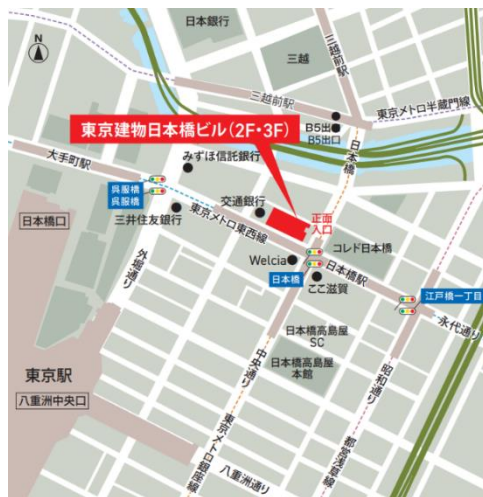 日本銀行
三越
三越前駅
N
三越前駅
東京メトロ半蔵門線
B5出口
B5出口
東京建物日本橋ビル(2F・3F)
日本橋
みずほ信託銀行
大手町駅
呉服橋
呉服橋
交通銀行
正面
入口
日本橋口
三井住友銀行
東京メトロ東西線
コレド日本橋
外堀通り
Welcia
日本橋駅
日本橋
ここ滋賀
江戸橋一丁目
永代通り
日本橋高島屋
SC
日本橋高島屋
本館
中央通り
昭和通り
東京駅
八重洲中央口
東京メトロ銀座線
都営浅草線
八重洲通り